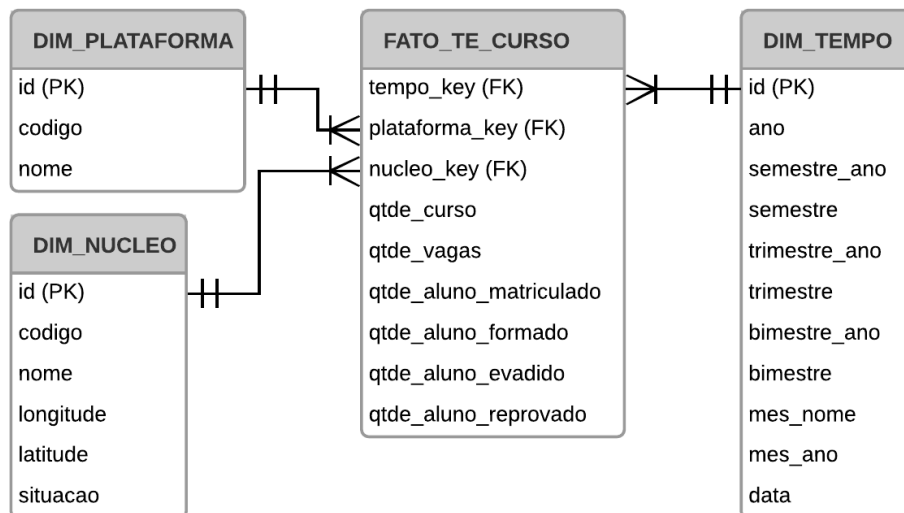 DIM_PLATAFORMA
id (PK)
codigo
nome
DIM_NUCLEO
id (PK)
codigo
nome
longitude
latitude
situacao
FATO_TE_CURSO
tempo_key (FK)
plataforma_key (FK)
nucleo_key (FK)
qtde_curso
qtde_vagas
qtde_aluno_matriculado
qtde_aluno_formado
qtde_aluno_evadido
qtde_aluno_reprovado
DIM_TEMPO
id (PK)
ano
semestre_ano
semestre
trimestre_ano
trimestre
bimestre_ano
bimestre
mes_nome
mes_ano
data